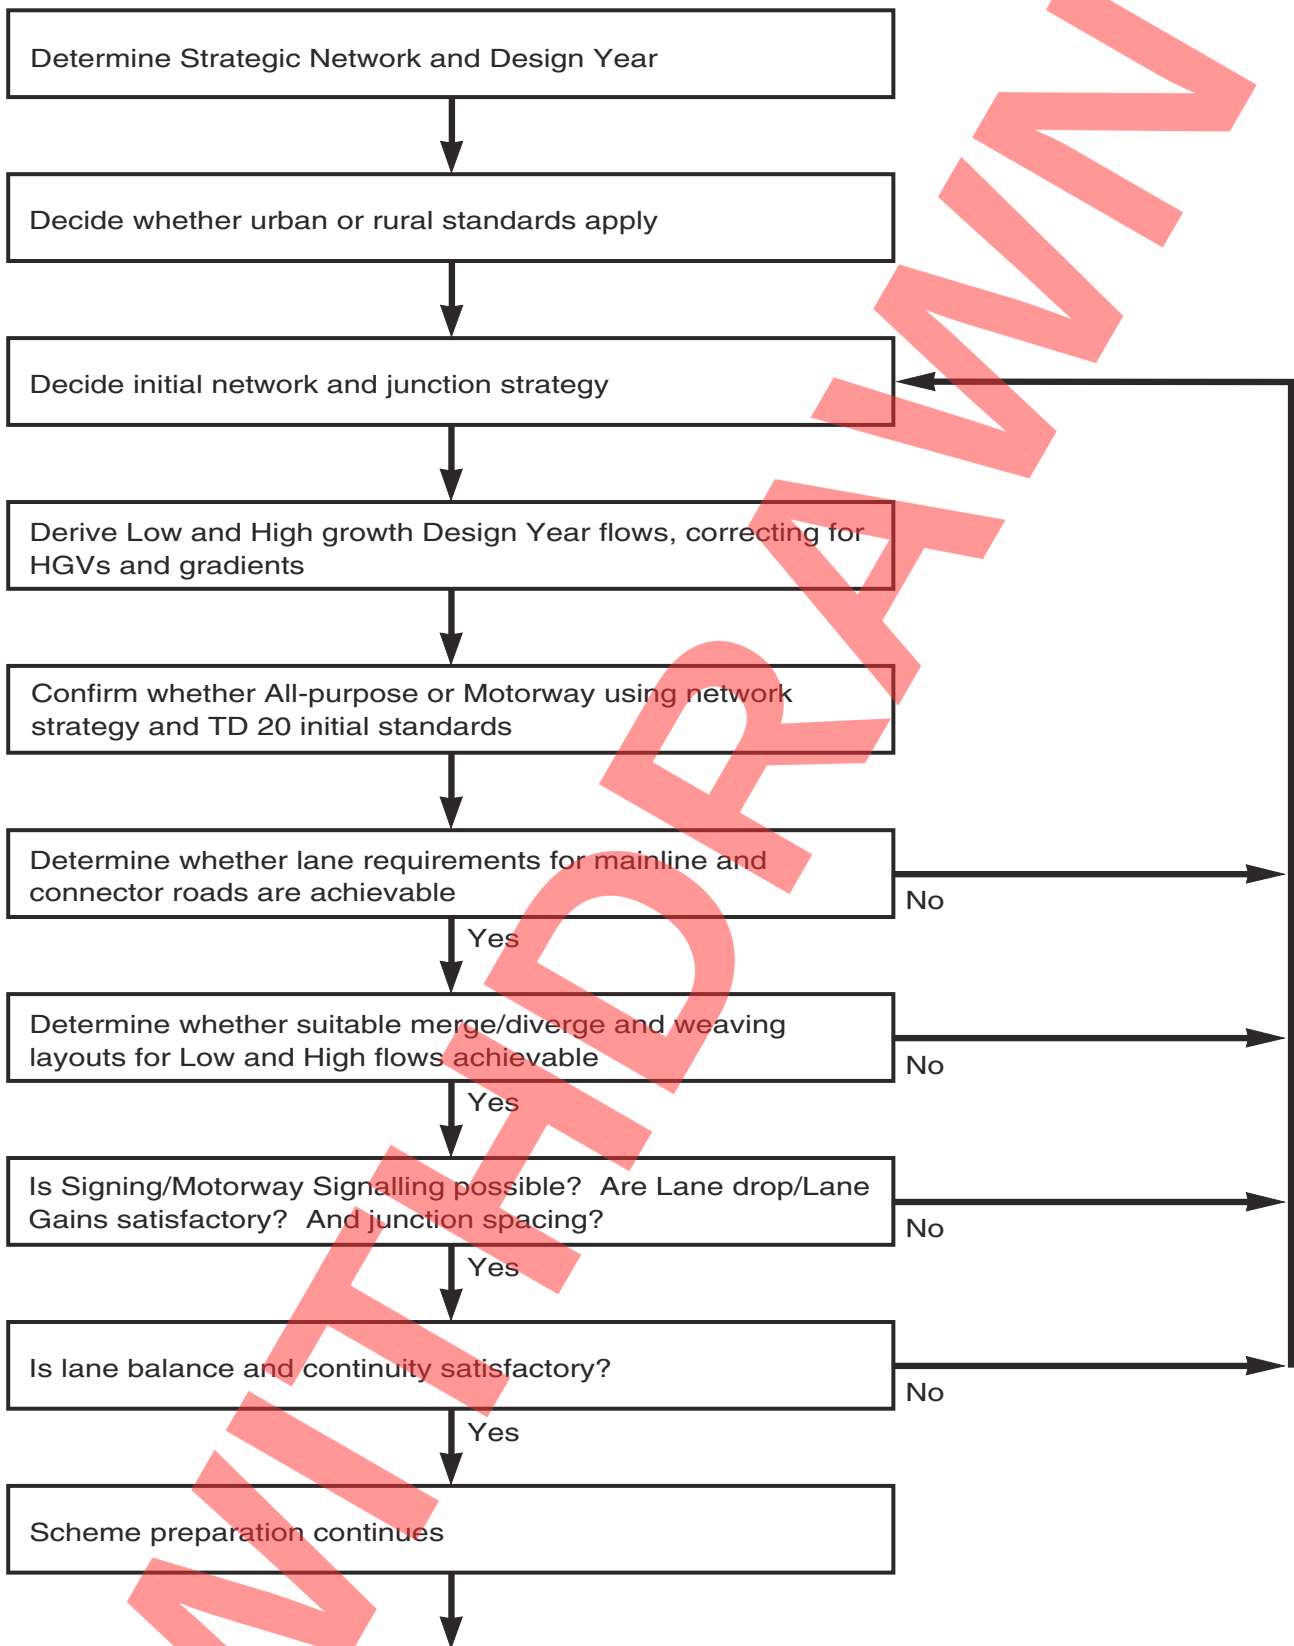 Determine Strategic Network and Design Year
Decide whether urban or rural standards apply
Decide initial network and junction strategy
Derive Low and High growth Design Year flows, correcting for
HGVs and gradients
Confirm whether All-purpose or Motorway using network
strategy and TD 20 initial standards
Determine whether lane requirements for mainline and
connector roads are achievable
No
Yes
Determine whether suitable merge/diverge and weaving
layouts for Low and High flows achievable
No
Yes
Is Signing/Motorway Signalling possible? Are Lane drop/Lane
Gains satisfactory? And junction spacing?
No
Yes
Is lane balance and continuity satisfactory?
No
Yes
Scheme preparation continues
WITHDRAWN